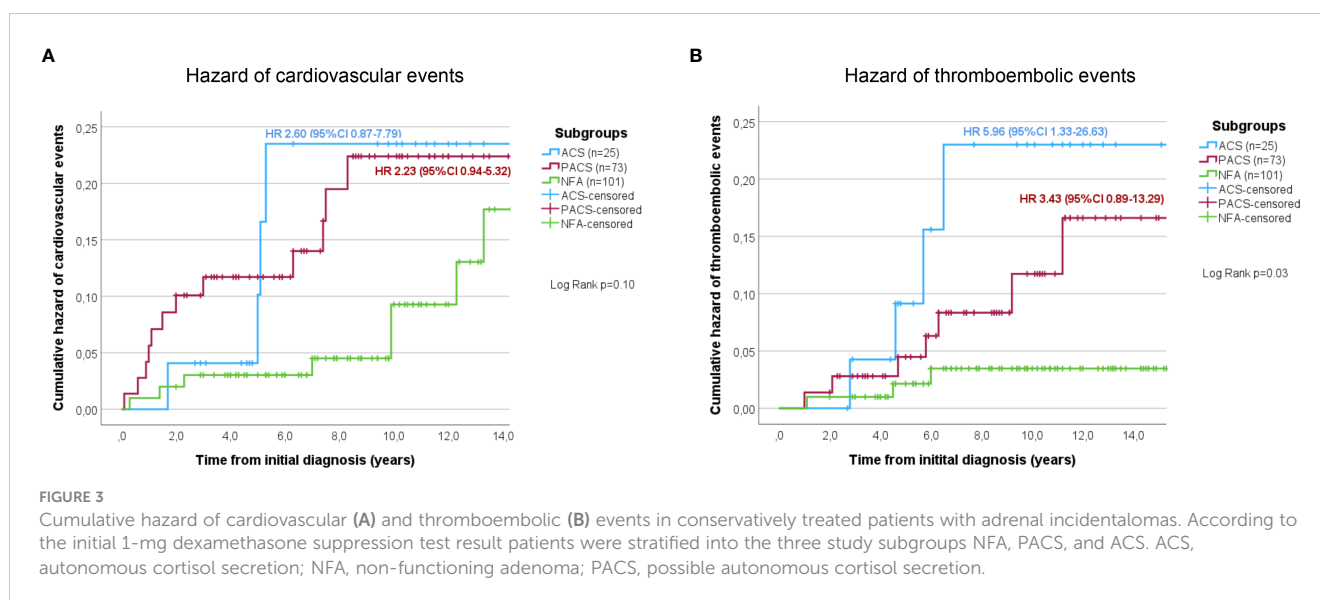 A
Hazard of cardiovascular events
Cumulative hazard of cardiovascular events
0,25
0,20
0,15
0,10
0,05
0,00
HR 2.60 (95%CI 0.87-7.79)
HR 2.23 (95%CI 0.94-5.32)
,0 2,0 4,0 6,0 8,0 10,0 12,0 14,0
Time from initial diagnosis (years)
Subgroups
ACS (n=25)
PACS (n=73)
NFA (n=101)
ACS-censored
PACS-censored
NFA-censored
Log Rank p=0.10
B
Hazard of thromboembolic events
Cumulative hazard of thromboembolic events
0,25
0,20
0,15
0,10
0,05
0,00
HR 5.96 (95%CI 1.33-26.63)
HR 3.43 (95%CI 0.89-13.29)
,0 2,0 4,0 6,0 8,0 10,0 12,0 14,0
Time from initital diagnosis (years)
Subgroups
ACS (n=25)
PACS (n=73)
NFA (n=101)
ACS-censored
PACS-censored
NFA-censored
Log Rank p=0.03
FIGURE 3
Cumulative hazard of cardiovascular (A) and thromboembolic (B) events in conservatively treated patients with adrenal incidentalomas. According to
the initial 1-mg dexamethasone suppression test result patients were stratified into the three study subgroups NFA, PACS, and ACS. ACS,
autonomous cortisol secretion; NFA, non-functioning adenoma; PACS, possible autonomous cortisol secretion.